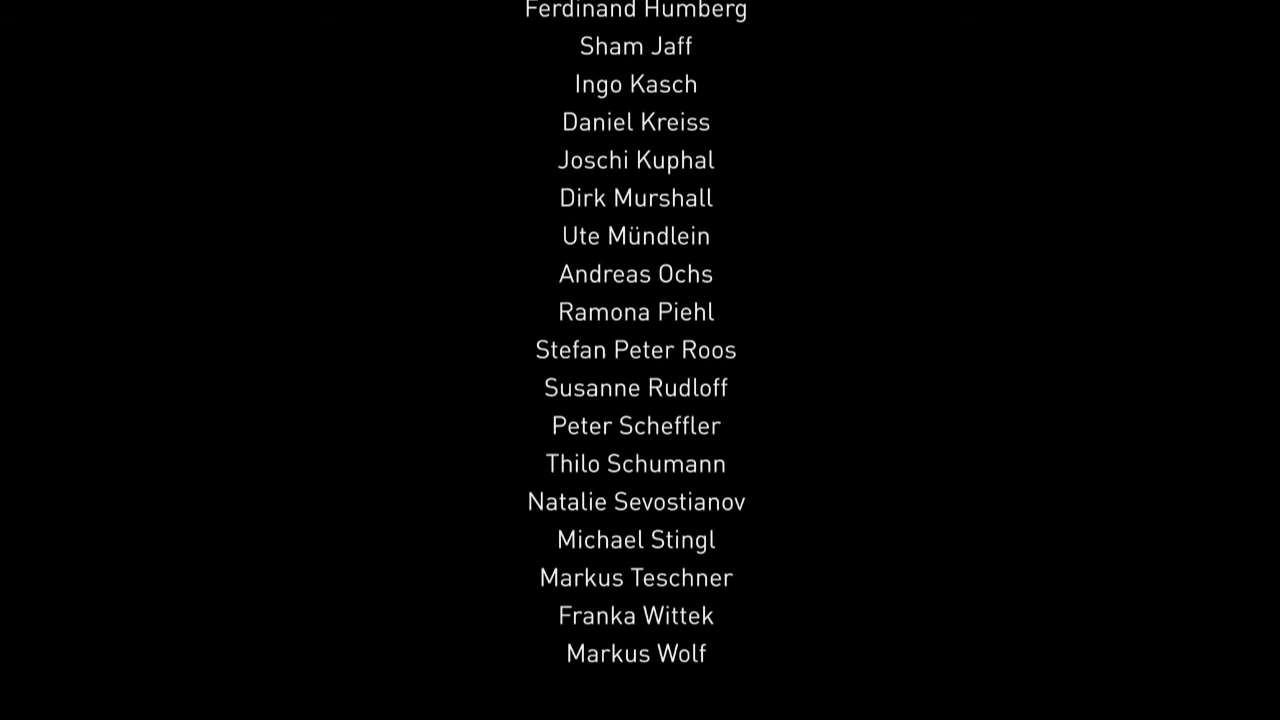 Ferdinand Humberg
Sham Jaff
Ingo Kasch
Daniel Kreiss
Joschi Kuphal
Dirk Murshall
Ute Mündlein
Andreas Ochs
Ramona Piehl
Stefan Peter Roos
Susanne Rudloff
Peter Scheffler
Thilo Schumann
Natalie Sevostianov
Michael Stingl
Markus Teschner
Franka Wittek
Markus Wolf